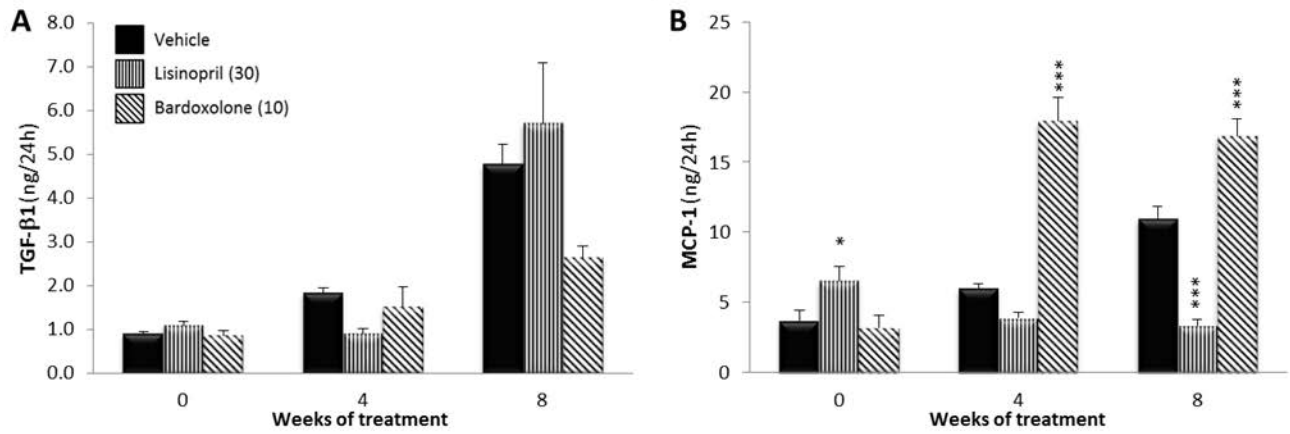 A
8.0
7.0
6.0
5.0
4.0
3.0
2.0
1.0
0.0
TGF-β1 (ng/24h)
Vehicle
Lisinopril (30)
Bardoxolone (10)
0 4 8
Weeks of treatment
B
25
20
15
10
5
0
MCP-1 (ng/24h)
*
***
***
***
0 4 8
Weeks of treatment